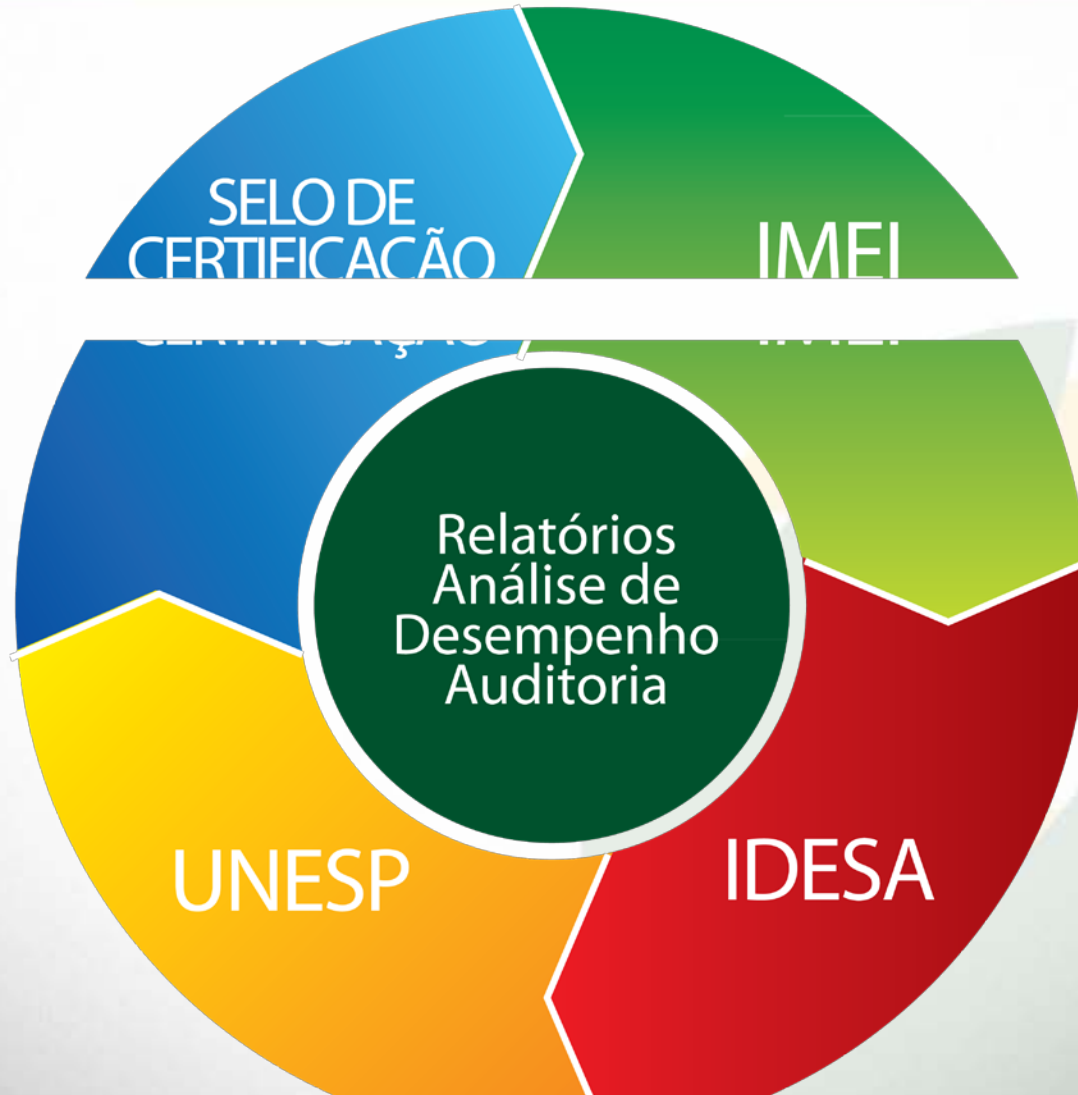 SELO DE
CERTIFICAÇÃO
IMEI
Relatórios
Análise de
Desempenho
Auditoria
UNESP
IDESA